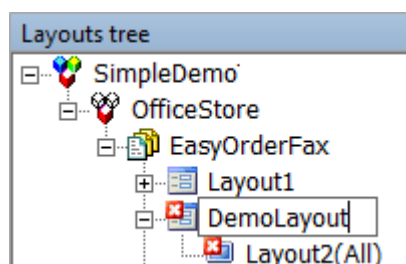 Layouts tree
SimpleDemo
OfficeStore
EasyOrderFax
Layout1
DemoLayout
Layout2(All)